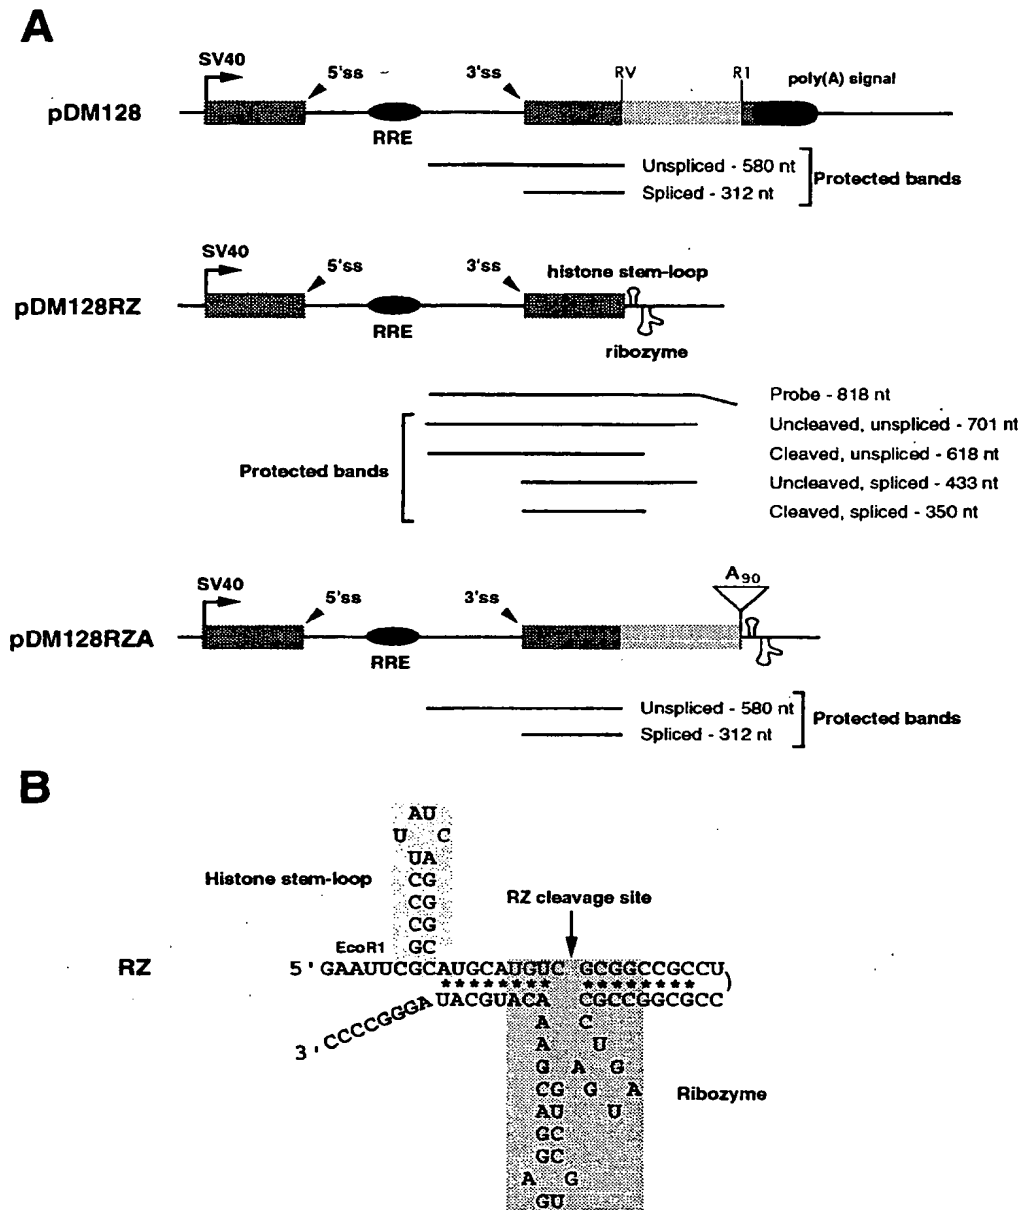 A
SV40
5'ss
3'ss
RV
R1
poly(A) signal
pDM128
RRE
Unspliced - 580 nt
Spliced - 312 nt
Protected bands
SV40
5'ss
3'ss
histone stem-loop
pDM128RZ
RRE
ribozyme
Probe - 818 nt
Uncleaved, unspliced - 701 nt
Cleaved, unspliced - 618 nt
Uncleaved, spliced - 433 nt
Cleaved, spliced - 350 nt
Protected bands
A90
SV40
5'ss
3'ss
pDM128RZA
RRE
Unspliced - 580 nt
Spliced - 312 nt
Protected bands
B
AU
U C
UA
Histone stem-loop
CG
CG
CG
GC
RZ cleavage site
EcoR1
RZ
5'GAAUUCGCAUGCAUGUC GCGGCCGCCU
******** ********
3'CCCCGGGAUACGUACA CGCCGGCGCC
A C
A U
G A G
CG G A
AU U
GC
GC
A G
GU
Ribozyme